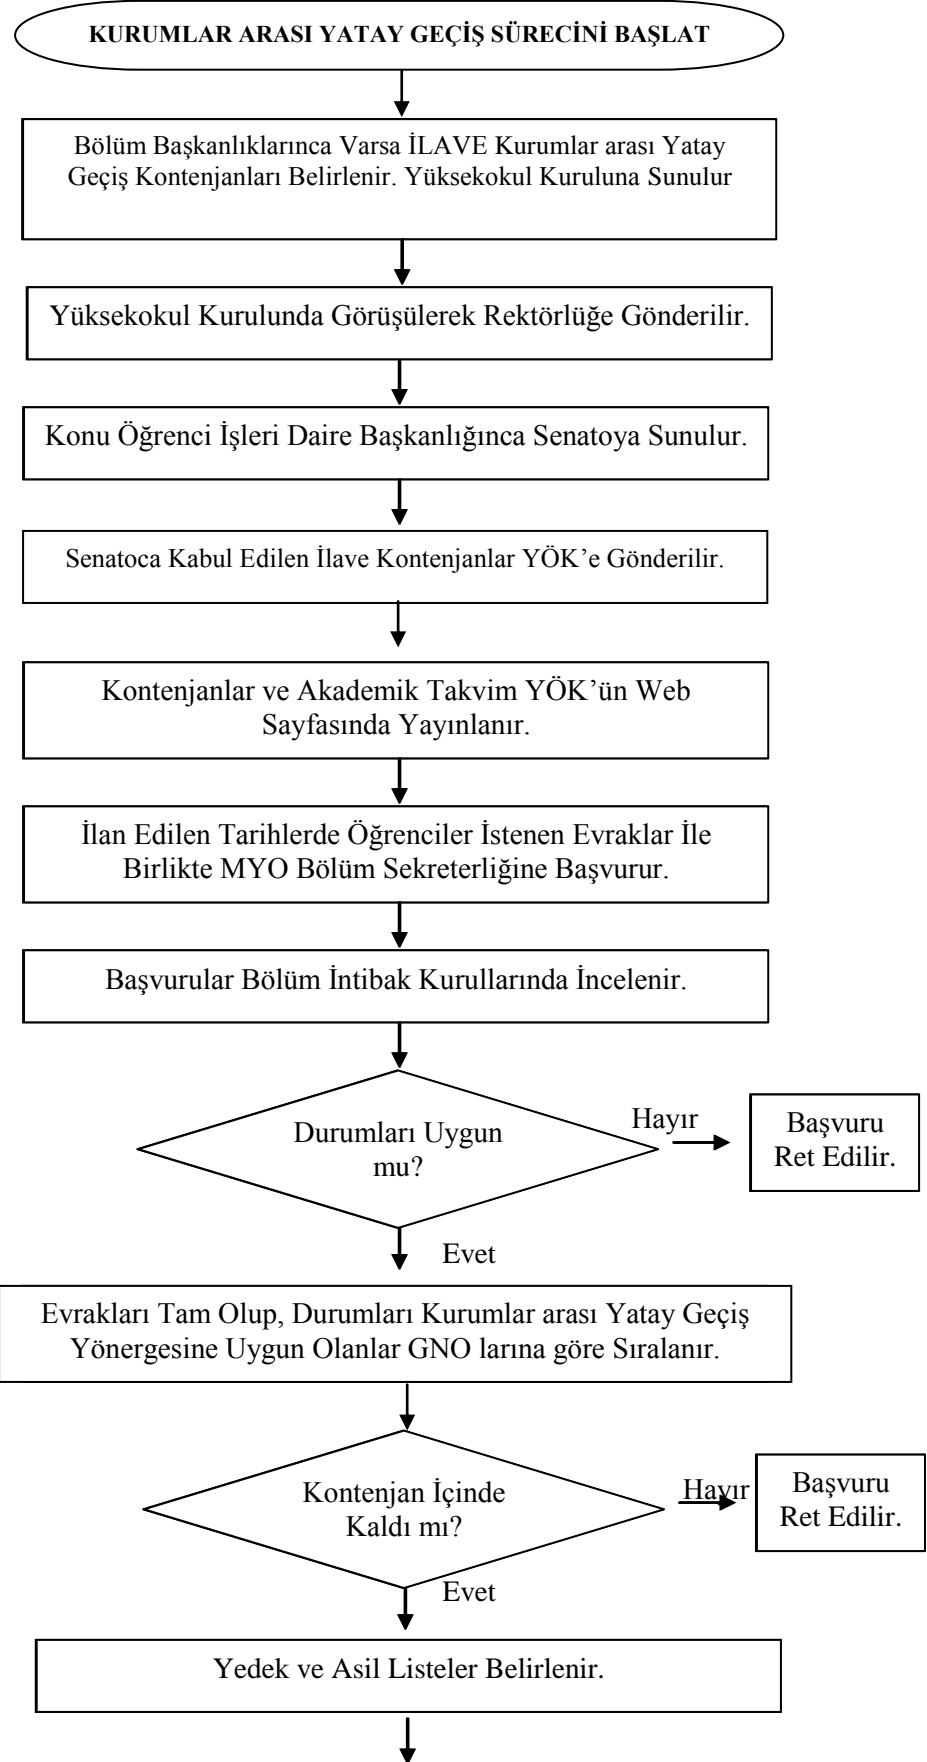 KURUMLAR ARASI YATAY GEÇİŞ SÜRECİNİ BAŞLAT
Bölüm Başkanlıklarınca Varsa İLAVE Kurumlar arası Yatay
Geçiş Kontenjanları Belirlenir. Yüksekokul Kuruluna Sunulur
Yüksekokul Kurulunda Görüşülerek Rektörlüğe Gönderilir.
Konu Öğrenci İşleri Daire Başkanlığınca Senatoya Sunulur.
Senatoca Kabul Edilen İlave Kontenjanlar YÖK’e Gönderilir.
Kontenjanlar ve Akademik Takvim YÖK’ün Web
Sayfasında Yayınlanır.
İlan Edilen Tarihlerde Öğrenciler İstenen Evraklar İle
Birlikte MYO Bölüm Sekreterliğine Başvurur.
Başvurular Bölüm İntibak Kurullarında İncelenir.
Durumları Uygun
mu?
Hayır
Başvuru
Ret Edilir.
Evet
Evrakları Tam Olup, Durumları Kurumlar arası Yatay Geçiş
Yönergesine Uygun Olanlar GNO larına göre Sıralanır.
Kontenjan İçinde
Kaldı mı?
Hayır
Başvuru
Ret Edilir.
Evet
Yedek ve Asil Listeler Belirlenir.